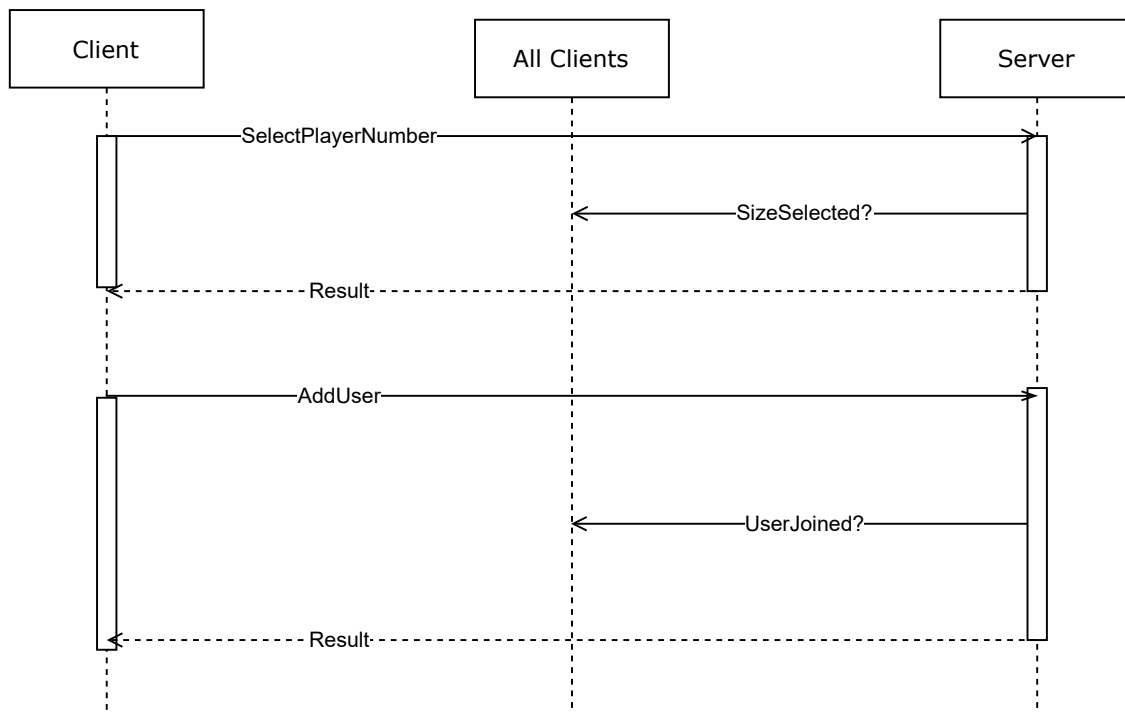 Client
All Clients
Server
SelectPlayerNumber
SizeSelected?
Result
AddUser
UserJoined?
Result